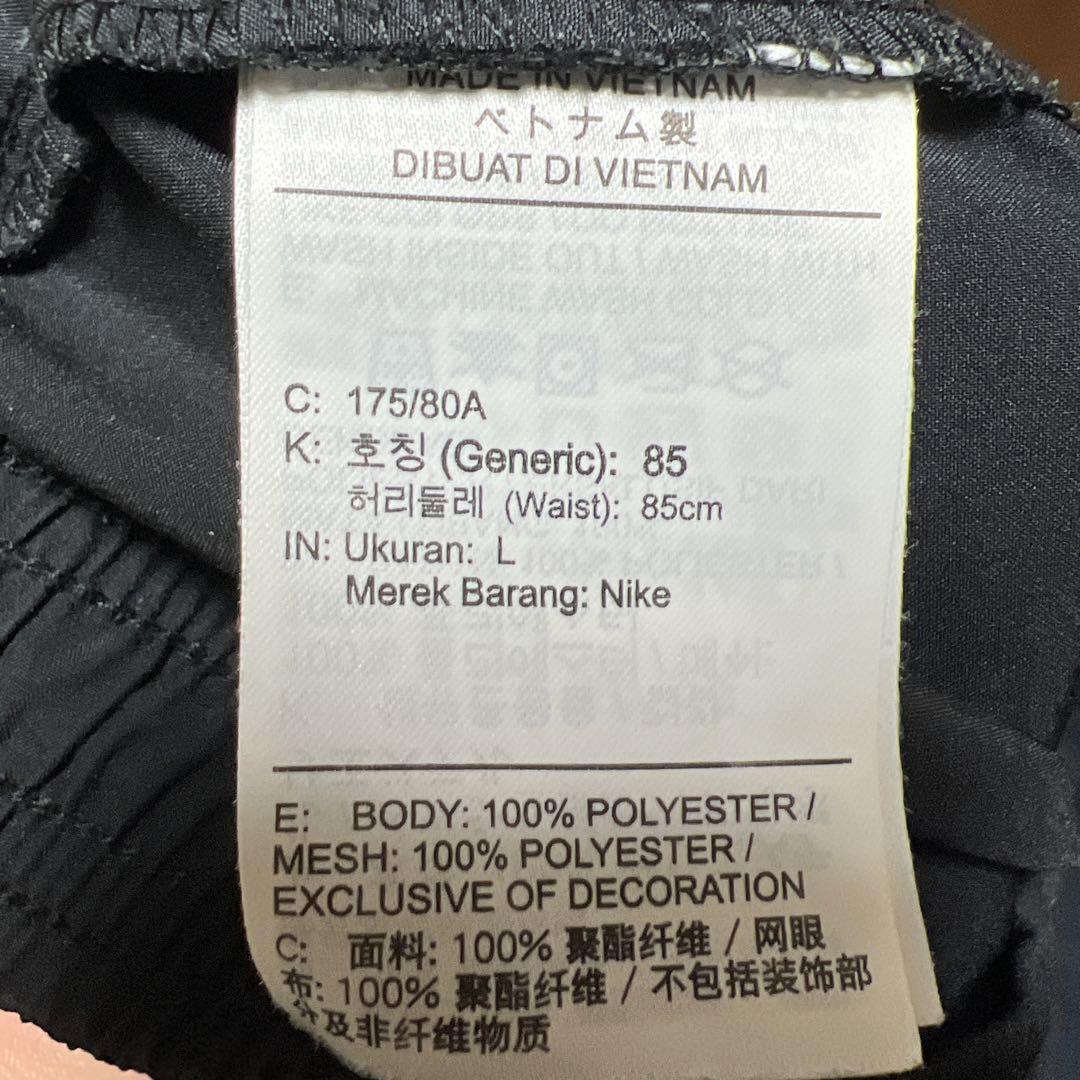 MADE IN VIETNAM
ベトナム製
DIBUAT DI VIETNAM
C: 175/80A
K: 호칭 (Generic): 85
허리둘레 (Waist): 85cm
IN: Ukuran: L
Merek Barang: Nike
E: BODY: 100% POLYESTER /
MESH: 100% POLYESTER /
EXCLUSIVE OF DECORATION
C: 面料: 100% 聚酯纤维 / 网眼
布: 100% 聚酯纤维 / 不包括装饰部
分及非纤维物质